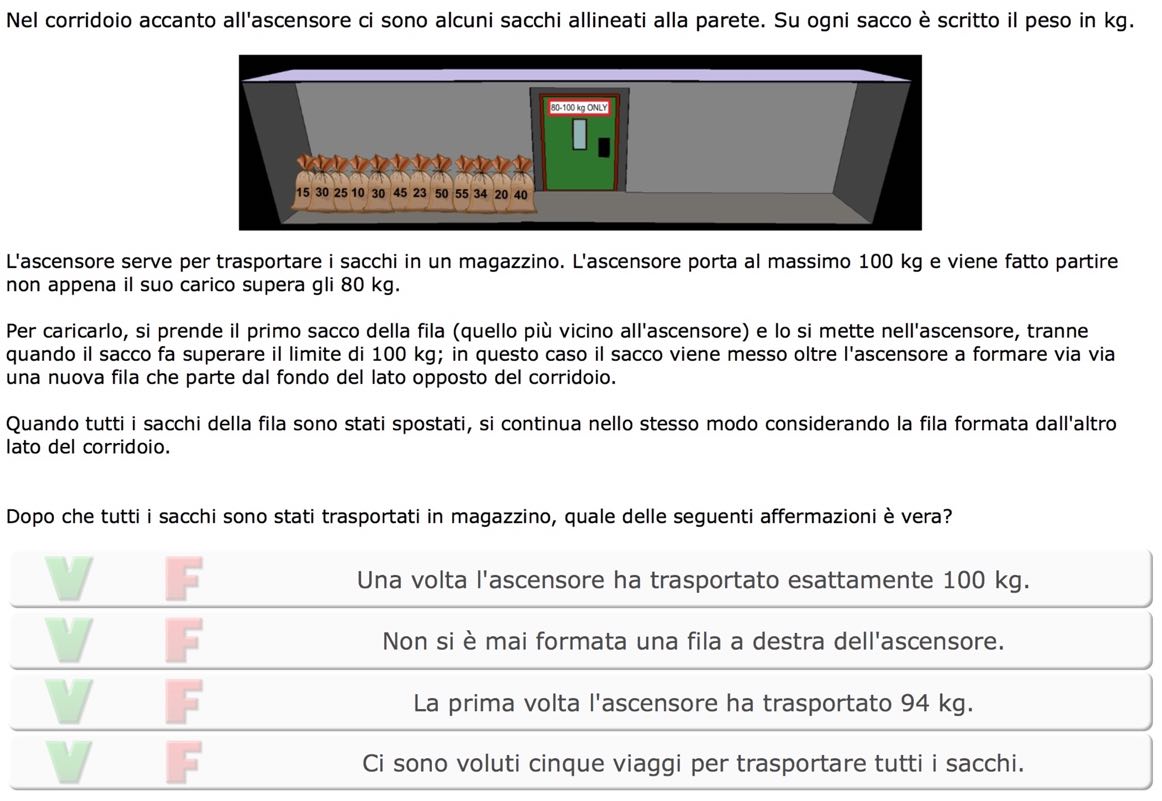 Nel corridoio accanto all'ascensore ci sono alcuni sacchi allineati alla parete. Su ogni sacco è scritto il peso in kg.
80-100 kg ONLY
15 30 25 10 30 45 23 50 55 34 20 40
L'ascensore serve per trasportare i sacchi in un magazzino. L'ascensore porta al massimo 100 kg e viene fatto partire
non appena il suo carico supera gli 80 kg.
Per caricarlo, si prende il primo sacco della fila (quello più vicino all'ascensore) e lo si mette nell'ascensore, tranne
quando il sacco fa superare il limite di 100 kg; in questo caso il sacco viene messo oltre l'ascensore a formare via via
una nuova fila che parte dal fondo del lato opposto del corridoio.
Quando tutti i sacchi della fila sono stati spostati, si continua nello stesso modo considerando la fila formata dall'altro
lato del corridoio.
Dopo che tutti i sacchi sono stati trasportati in magazzino, quale delle seguenti affermazioni è vera?
V F Una volta l'ascensore ha trasportato esattamente 100 kg.
V F Non si è mai formata una fila a destra dell'ascensore.
V F La prima volta l'ascensore ha trasportato 94 kg.
V F Ci sono voluti cinque viaggi per trasportare tutti i sacchi.